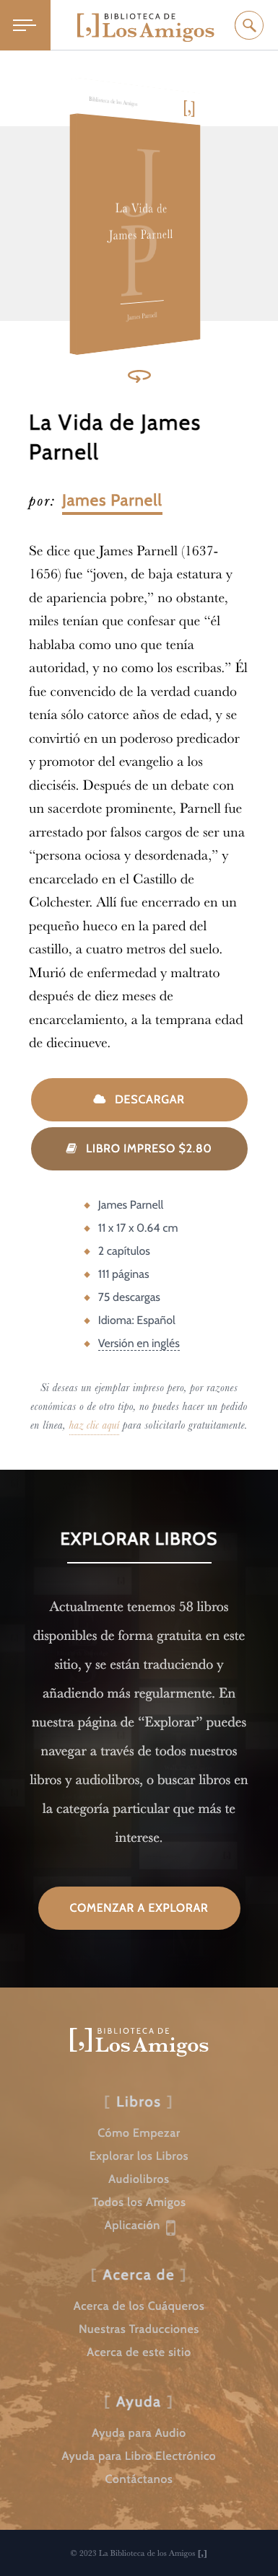 BIBLIOTECA DE
[,] Los Amigos
Biblioteca de los Amigos
[,]
J
P
La Vida de
James Parnell
James Parnell
La Vida de James
Parnell
por: James Parnell
Se dice que James Parnell (1637-
1656) fue “joven, de baja estatura y
de apariencia pobre,” no obstante,
miles tenían que confesar que “él
hablaba como uno que tenía
autoridad, y no como los escribas.” Él
fue convencido de la verdad cuando
tenía sólo catorce años de edad, y se
convirtió en un poderoso predicador
y promotor del evangelio a los
dieciséis. Después de un debate con
un sacerdote prominente, Parnell fue
arrestado por falsos cargos de ser una
“persona ociosa y desordenada,” y
encarcelado en el Castillo de
Colchester. Allí fue encerrado en un
pequeño hueco en la pared del
castillo, a cuatro metros del suelo.
Murió de enfermedad y maltrato
después de diez meses de
encarcelamiento, a la temprana edad
de diecinueve.
DESCARGAR
LIBRO IMPRESO $2.80
James Parnell
11 x 17 x 0.64 cm
2 capítulos
111 páginas
75 descargas
Idioma: Español
Versión en inglés
Si deseas un ejemplar impreso pero, por razones
económicas o de otro tipo, no puedes hacer un pedido
en línea, haz clic aquí para solicitarlo gratuitamente.
EXPLORAR LIBROS
Actualmente tenemos 58 libros
disponibles de forma gratuita en este
sitio, y se están traduciendo y
añadiendo más regularmente. En
nuestra página de “Explorar” puedes
navegar a través de todos nuestros
libros y audiolibros, o buscar libros en
la categoría particular que más te
interese.
COMENZAR A EXPLORAR
BIBLIOTECA DE
[,] Los Amigos
[ Libros ]
Cómo Empezar
Explorar los Libros
Audiolibros
Todos los Amigos
Aplicación
[ Acerca de ]
Acerca de los Cuáqueros
Nuestras Traducciones
Acerca de este sitio
[ Ayuda ]
Ayuda para Audio
Ayuda para Libro Electrónico
Contáctanos
© 2023 La Biblioteca de los Amigos [,]